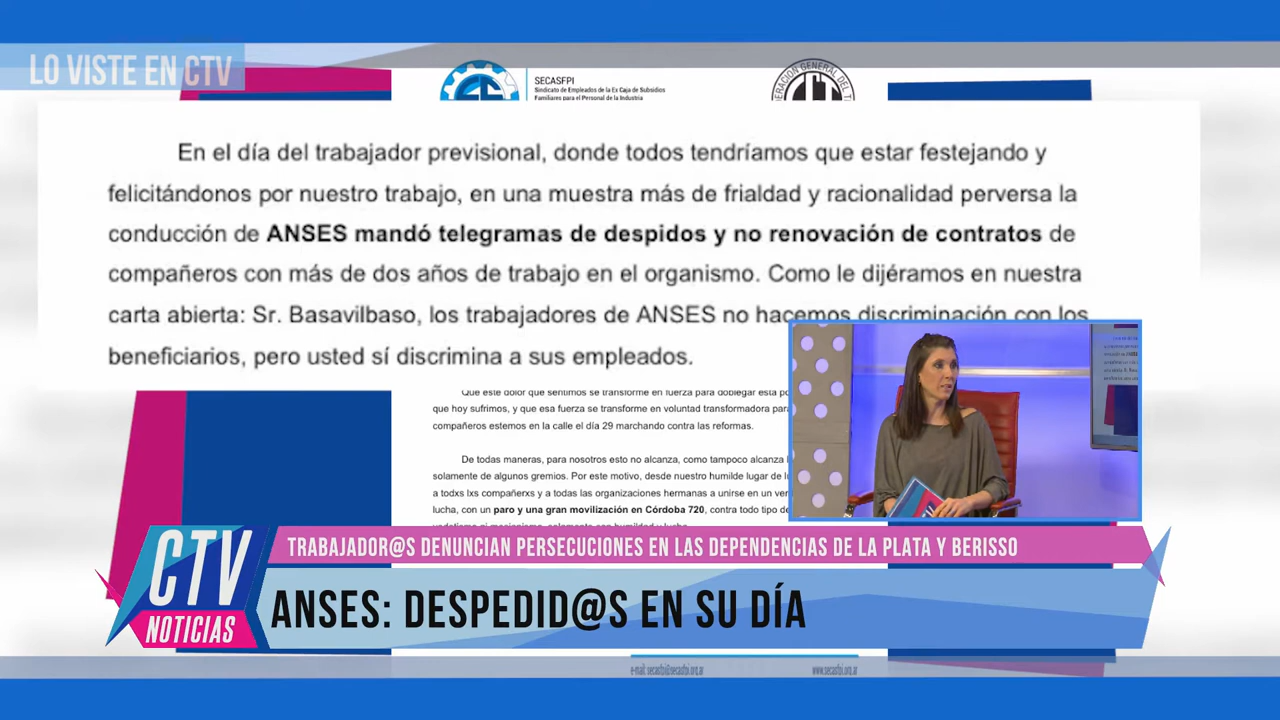 LO VISTE EN CTV
SECASFPI
Sindicato de Empleados de la Ex Caja de Subsidios
Familiares para el Personal de la Industria
En el día del trabajador previsional, donde todos tendríamos que estar festejando y
felicitándonos por nuestro trabajo, en una muestra más de frialdad y racionalidad perversa la
conducción de ANSES mandó telegramas de despidos y no renovación de contratos de
compañeros con más de dos años de trabajo en el organismo. Como le dijéramos en nuestra
carta abierta: Sr. Basavilbaso, los trabajadores de ANSES no hacemos discriminación con los
beneficiarios, pero usted sí discrimina a sus empleados.
Que este dolor que sentimos se transforme en fuerza para doblegar esta
que hoy sufrimos, y que esa fuerza se transforme en voluntad transformadora
compañeros estemos en la calle el día 29 marchando contra las reformas.
De todas maneras, para nosotros esto no alcanza, como tampoco alcanza
solamente de algunos gremios. Por este motivo, desde nuestro humilde lugar de
a todxs lxs compañerxs y a todas las organizaciones hermanas a unirse en un
lucha, con un paro y una gran movilización en Córdoba 720, contra todo tipo de
CTV
NOTICIAS
TRABAJADOR@S DENUNCIAN PERSECUCIONES EN LAS DEPENDENCIAS DE LA PLATA Y BERISSO
ANSES: DESPEDID@S EN SU DÍA
e-mail: secasfpi@secasfpi.org.ar
www.secasfpi.org.ar